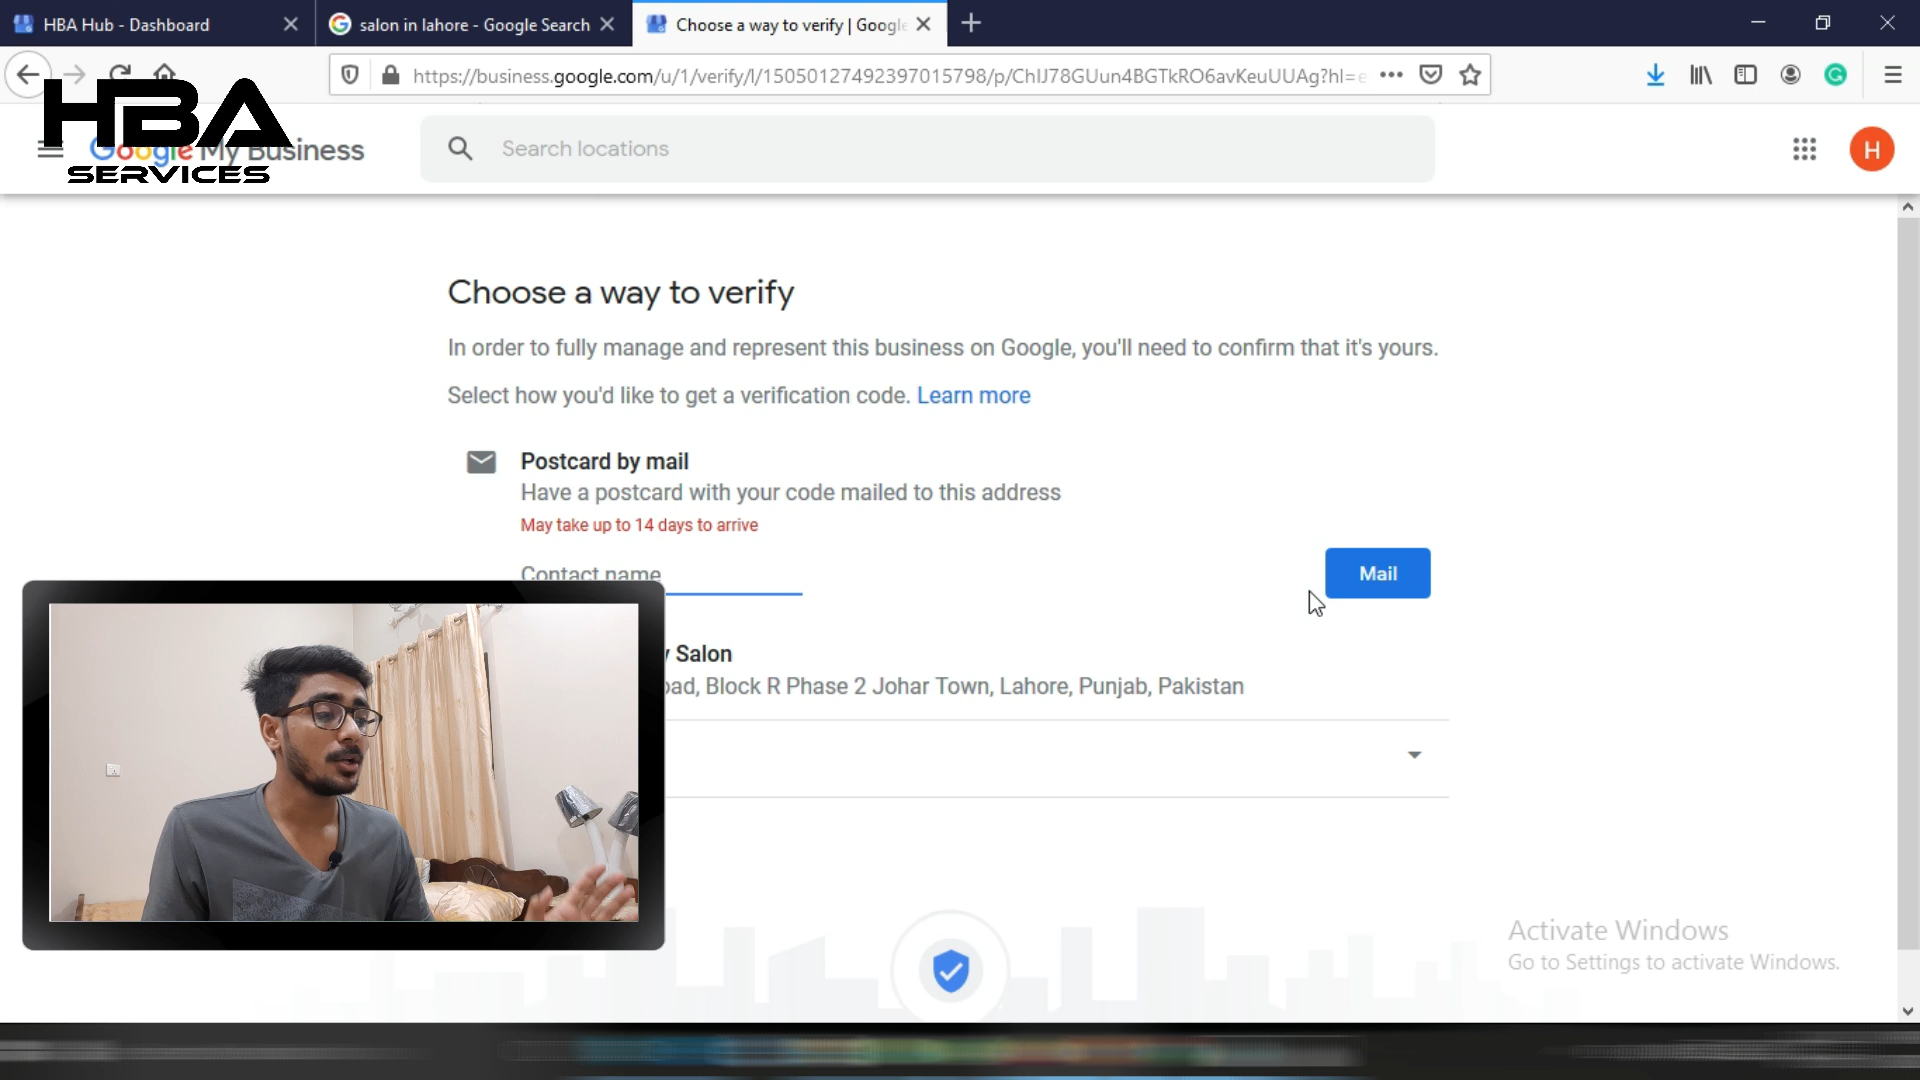 HBA Hub - Dashboard
salon in lahore - Google Search
Choose a way to verify | Google
https://business.google.com/u/1/verify/l/15050127492397015798/p/ChIJ78GUun4BGTkRO6avKeuUUAg?hl=e
HBA
SERVICES
Google My Business
Search locations
H
Choose a way to verify
In order to fully manage and represent this business on Google, you'll need to confirm that it's yours.
Select how you'd like to get a verification code. Learn more
Postcard by mail
Have a postcard with your code mailed to this address
May take up to 14 days to arrive
Contact name
Mail
Salon
Block R Phase 2 Johar Town, Lahore, Punjab, Pakistan
Activate Windows
Go to Settings to activate Windows.